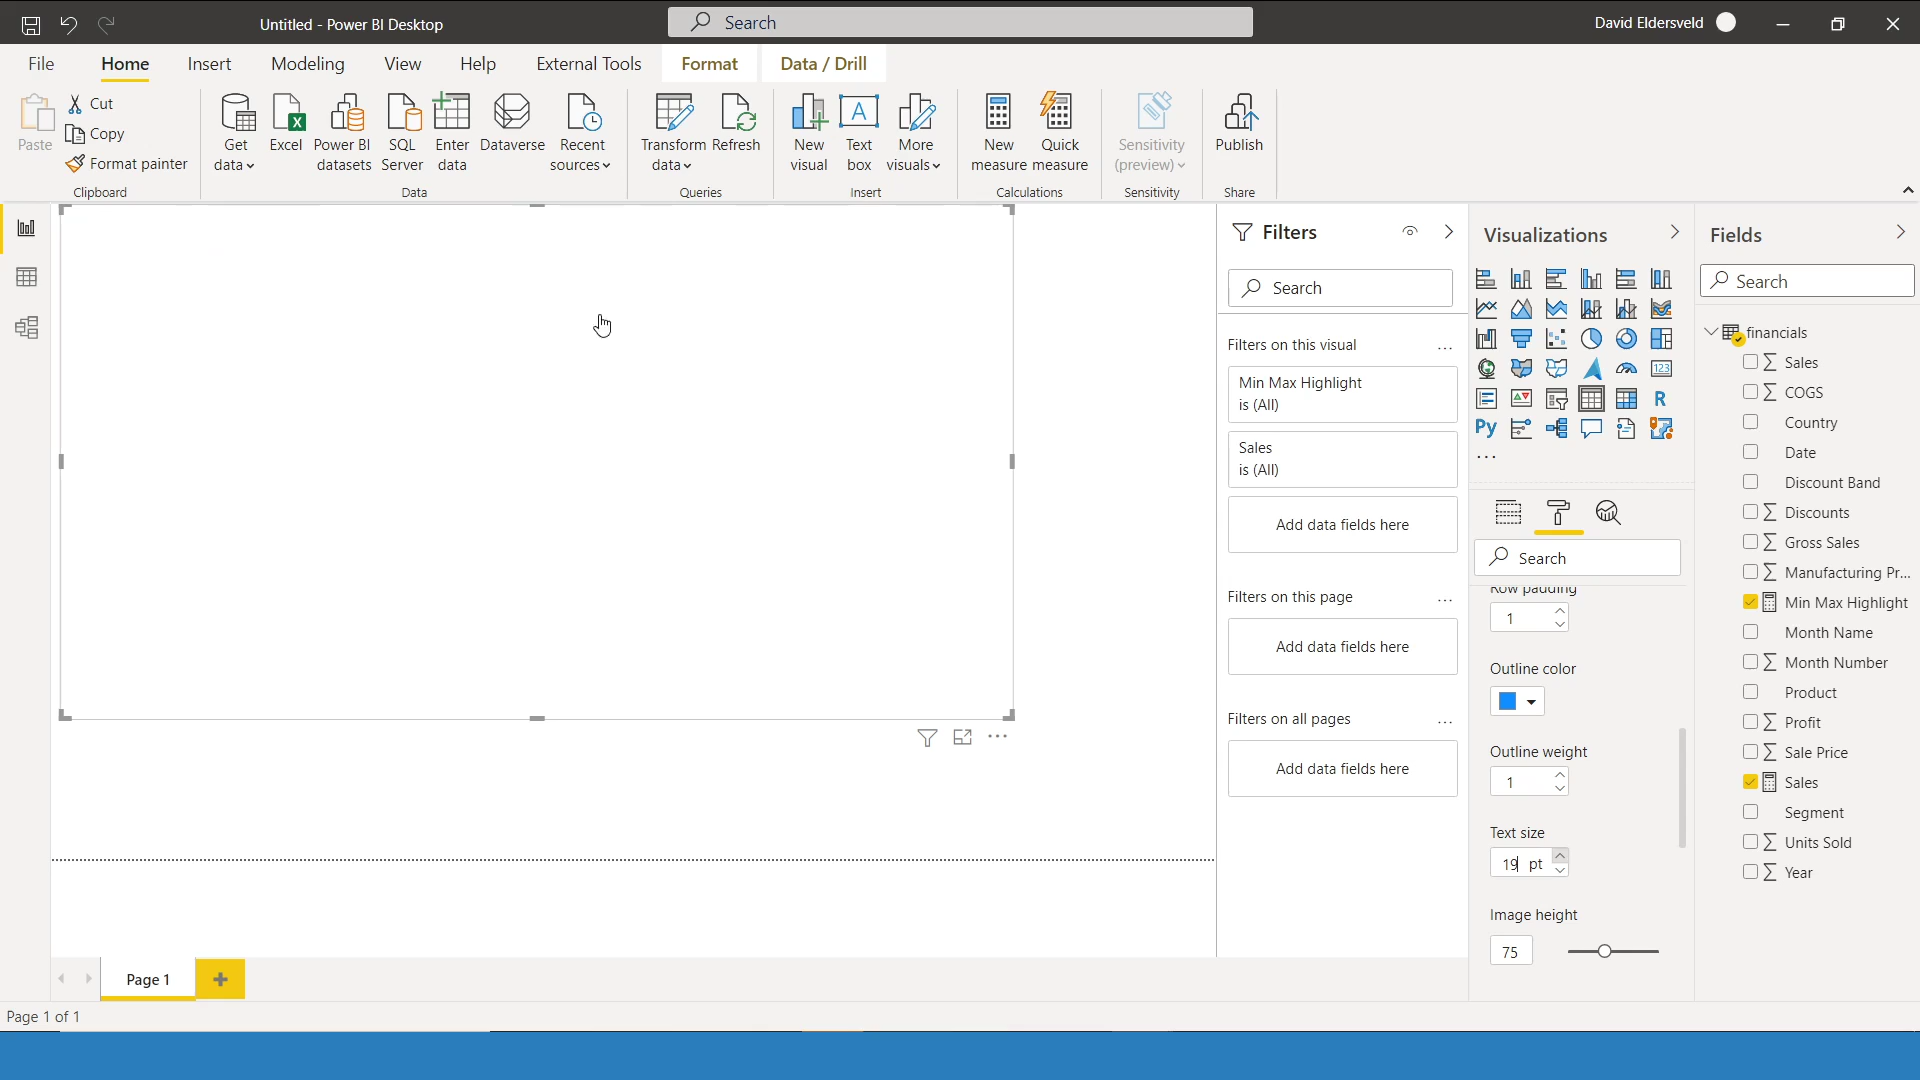 Untitled - Power BI Desktop
Search
David Eldersveld
File Home Insert Modeling View Help External Tools Format Data / Drill
Paste
Cut
Copy
Format painter
Clipboard
Get data
Excel
Power BI datasets
SQL Server
Enter data
Dataverse
Recent sources
Data
Transform data
Refresh
Queries
New visual
Text box
More visuals
Insert
New measure
Quick measure
Calculations
Sensitivity (preview)
Sensitivity
Publish
Share
Filters
Search
Filters on this visual ...
Min Max Highlight
is (All)
Sales
is (All)
Add data fields here
Filters on this page ...
Add data fields here
Filters on all pages ...
Add data fields here
Visualizations
123
R
Py
...
Search
Row padding
1
Outline color
Outline weight
1
Text size
19 pt
Image height
75
Fields
Search
financials
Sales
COGS
Country
Date
Discount Band
Discounts
Gross Sales
Manufacturing Pr...
Min Max Highlight
Month Name
Month Number
Product
Profit
Sale Price
Sales
Segment
Units Sold
Year
Page 1
Page 1 of 1